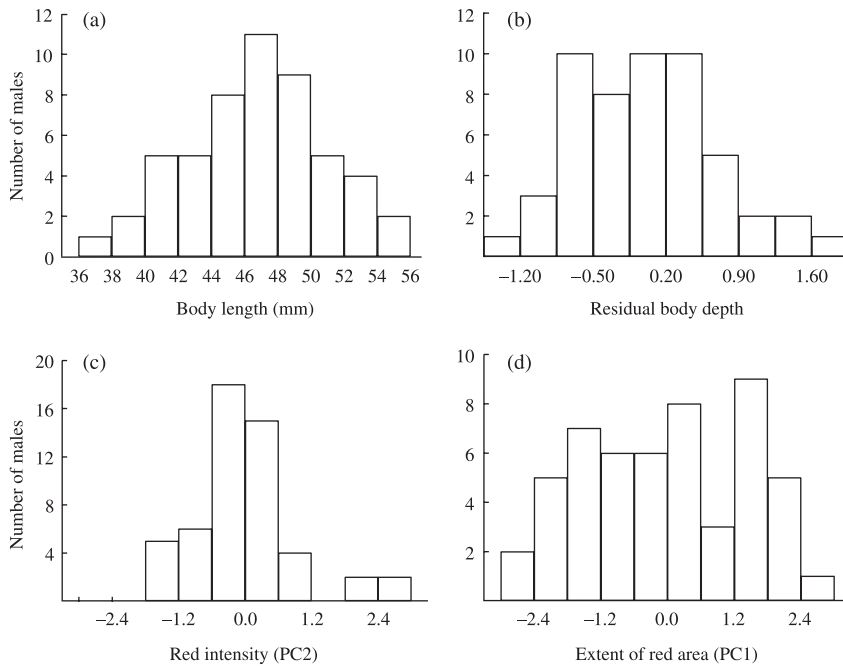 (a)
Number of males
12
10
8
6
4
2
0
36 38 40 42 44 46 48 50 52 54 56
Body length (mm)
(b)
12
10
8
6
4
2
−1.20 −0.50 0.20 0.90 1.60
Residual body depth
(c)
Number of males
20
16
12
8
4
−2.4 −1.2 0.0 1.2 2.4
Red intensity (PC2)
(d)
10
8
6
4
2
−2.4 −1.2 0.0 1.2 2.4
Extent of red area (PC1)